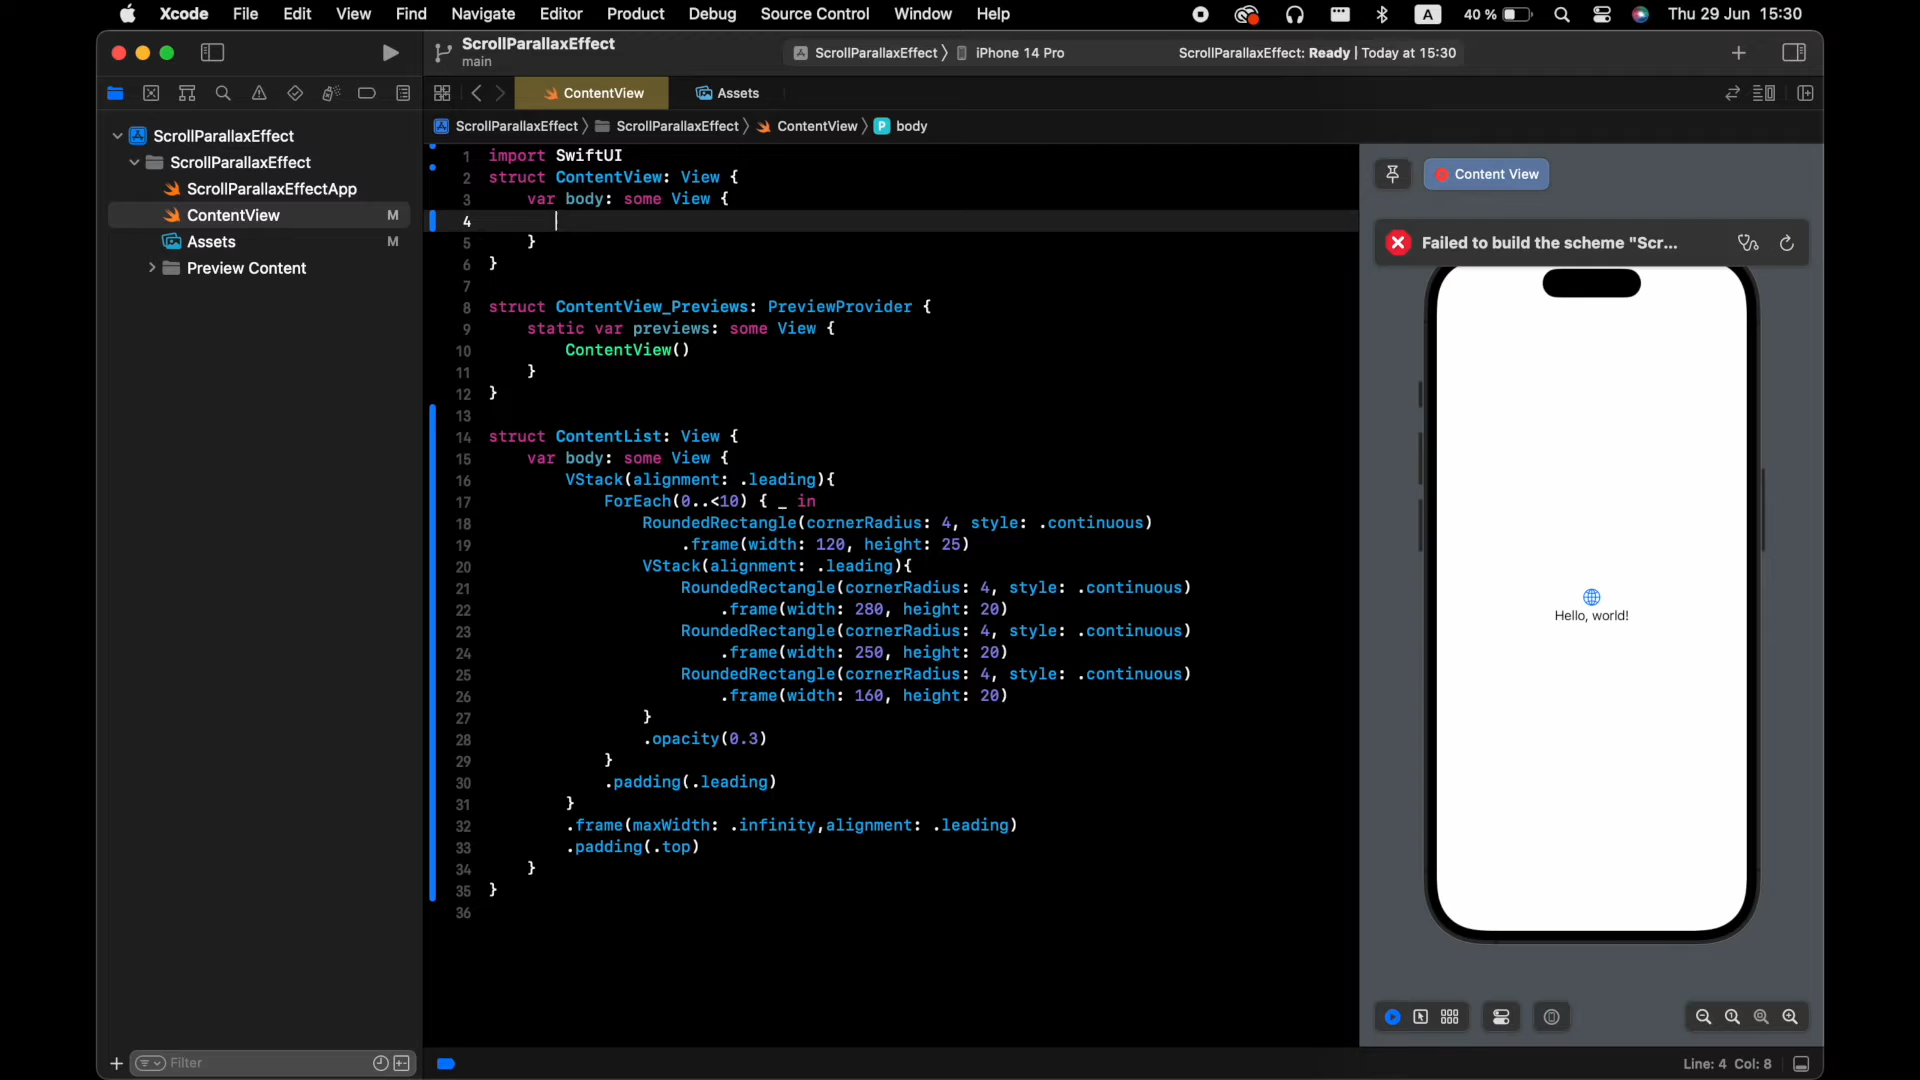 Xcode File Edit View Find Navigate Editor Product Debug Source Control Window Help A 40 % Thu 29 Jun 15:30
ScrollParallaxEffect
main
ScrollParallaxEffect iPhone 14 Pro
ScrollParallaxEffect: Ready | Today at 15:30
ContentView Assets
ScrollParallaxEffect ScrollParallaxEffect ContentView P body
ScrollParallaxEffect
ScrollParallaxEffect
ScrollParallaxEffectApp
ContentView M
Assets M
Preview Content
1 import SwiftUI
2 struct ContentView: View {
3 var body: some View {
4
5 }
6 }
7
8 struct ContentView_Previews: PreviewProvider {
9 static var previews: some View {
10 ContentView()
11 }
12 }
13
14 struct ContentList: View {
15 var body: some View {
16 VStack(alignment: .leading){
17 ForEach(0..<10) { _ in
18 RoundedRectangle(cornerRadius: 4, style: .continuous)
19 .frame(width: 120, height: 25)
20 VStack(alignment: .leading){
21 RoundedRectangle(cornerRadius: 4, style: .continuous)
22 .frame(width: 280, height: 20)
23 RoundedRectangle(cornerRadius: 4, style: .continuous)
24 .frame(width: 250, height: 20)
25 RoundedRectangle(cornerRadius: 4, style: .continuous)
26 .frame(width: 160, height: 20)
27 }
28 .opacity(0.3)
29 }
30 .padding(.leading)
31 }
32 .frame(maxWidth: .infinity,alignment: .leading)
33 .padding(.top)
34 }
35 }
36
Content View
Failed to build the scheme "Scr...
Hello, world!
Filter
Line: 4 Col: 8